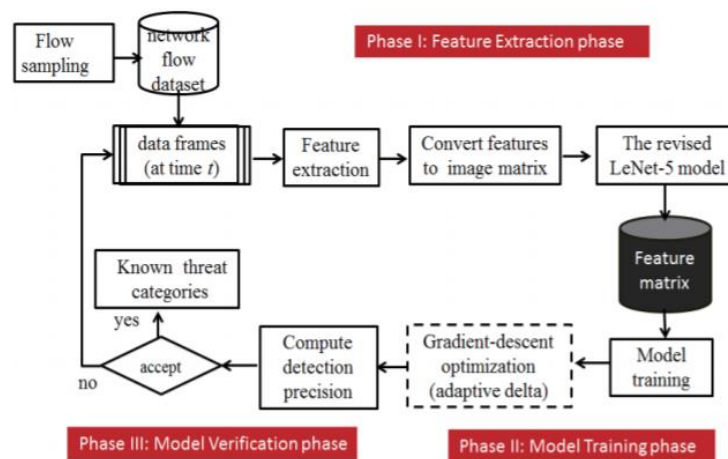 Flow
sampling
network
flow
dataset
Phase I: Feature Extraction phase
data frames
(at time t)
Feature
extraction
Convert features
to image matrix
The revised
LeNet-5 model
Feature
matrix
Known threat
categories
yes
accept
no
Compute
detection
precision
Gradient-descent
optimization
(adaptive delta)
Model
training
Phase III: Model Verification phase
Phase II: Model Training phase